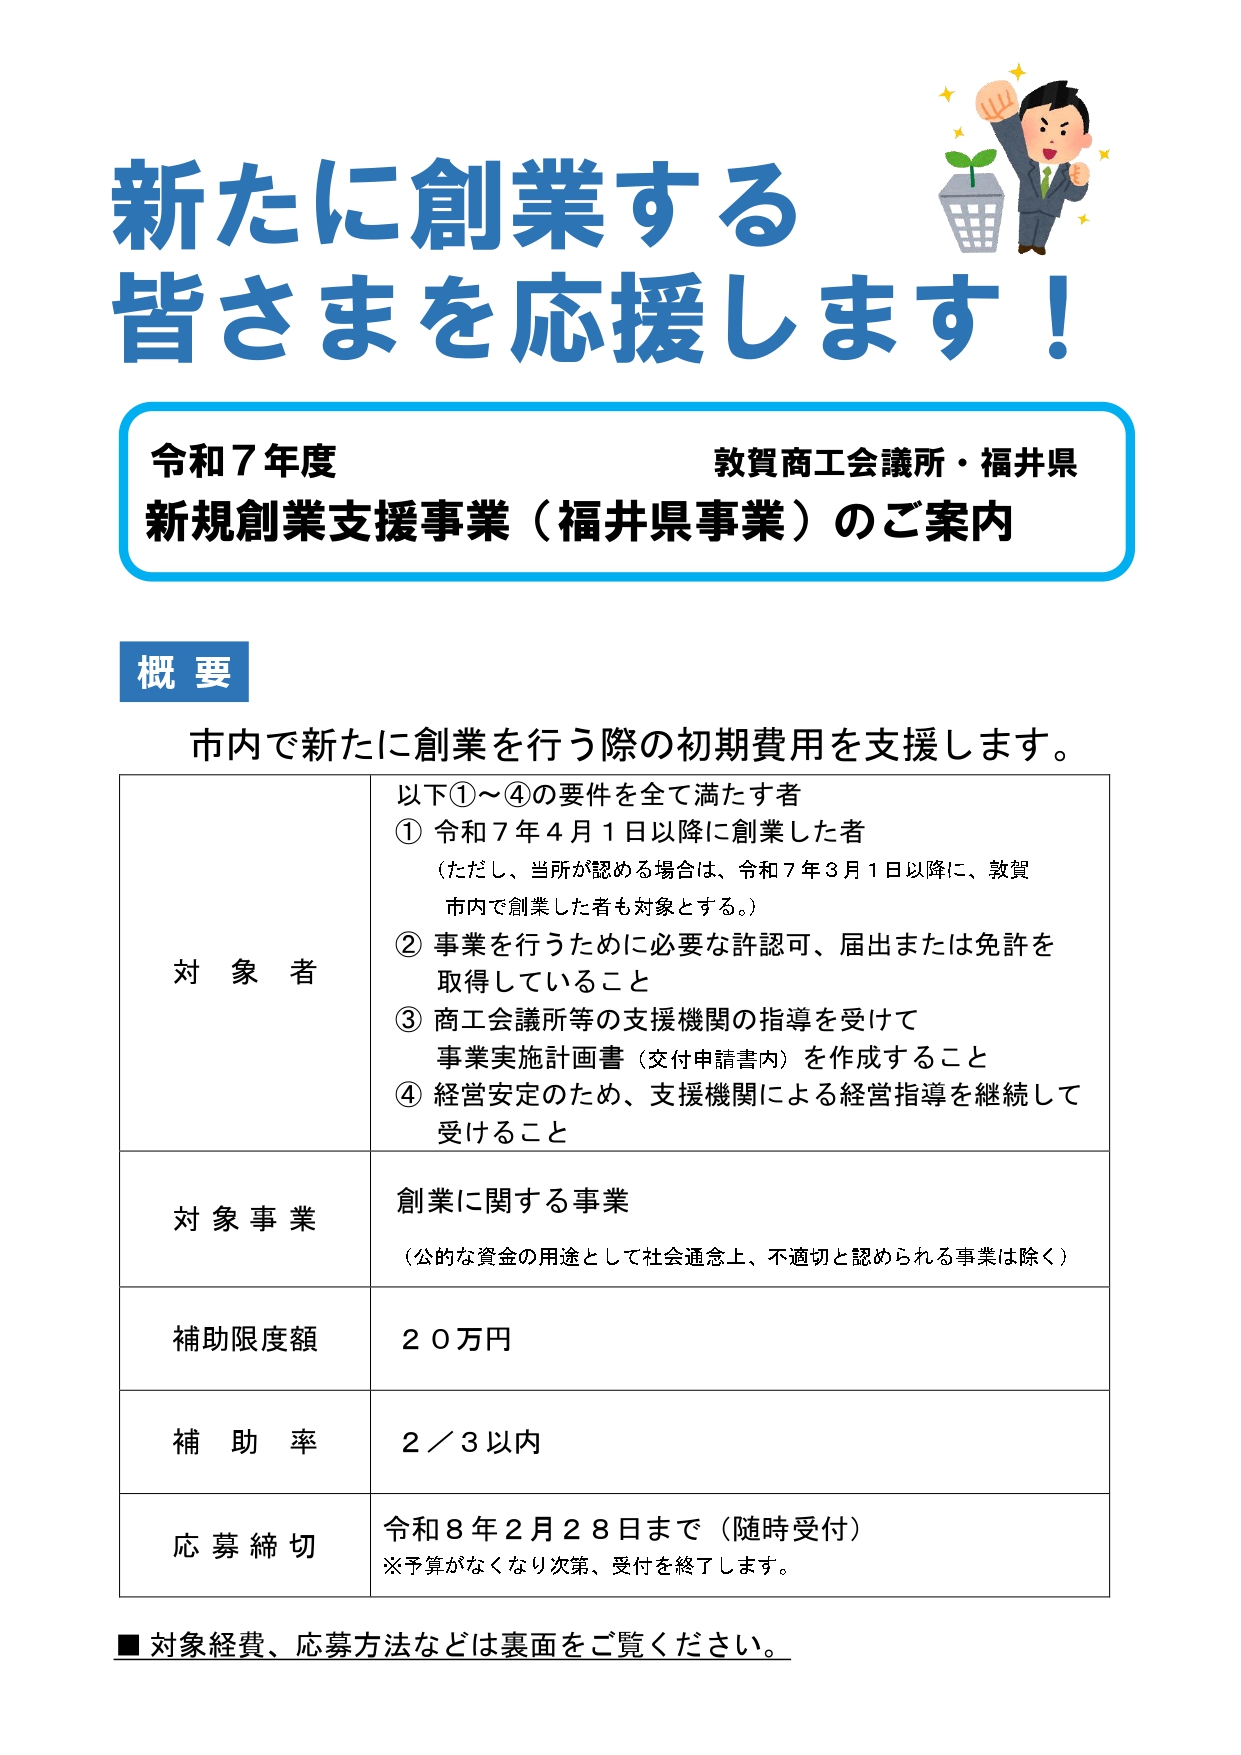 新たに創業する
皆さまを応援します！
令和７年度
敦賀商工会議所・福井県
新規創業支援事業（福井県事業）のご案内
概 要
市内で新たに創業を行う際の初期費用を支援します。
対　象　者
以下①～④の要件を全て満たす者
① 令和７年４月１日以降に創業した者
（ただし、当所が認める場合は、令和７年３月１日以降に、敦賀
市内で創業した者も対象とする。）
② 事業を行うために必要な許認可、届出または免許を
取得していること
③ 商工会議所等の支援機関の指導を受けて
事業実施計画書（交付申請書内）を作成すること
④ 経営安定のため、支援機関による経営指導を継続して
受けること
対 象 事 業
創業に関する事業
（公的な資金の用途として社会通念上、不適切と認められる事業は除く）
補助限度額
２０万円
補　助　率
２／３以内
応 募 締 切
令和８年２月２８日まで（随時受付）
※予算がなくなり次第、受付を終了します。
■ 対象経費、応募方法などは裏面をご覧ください。